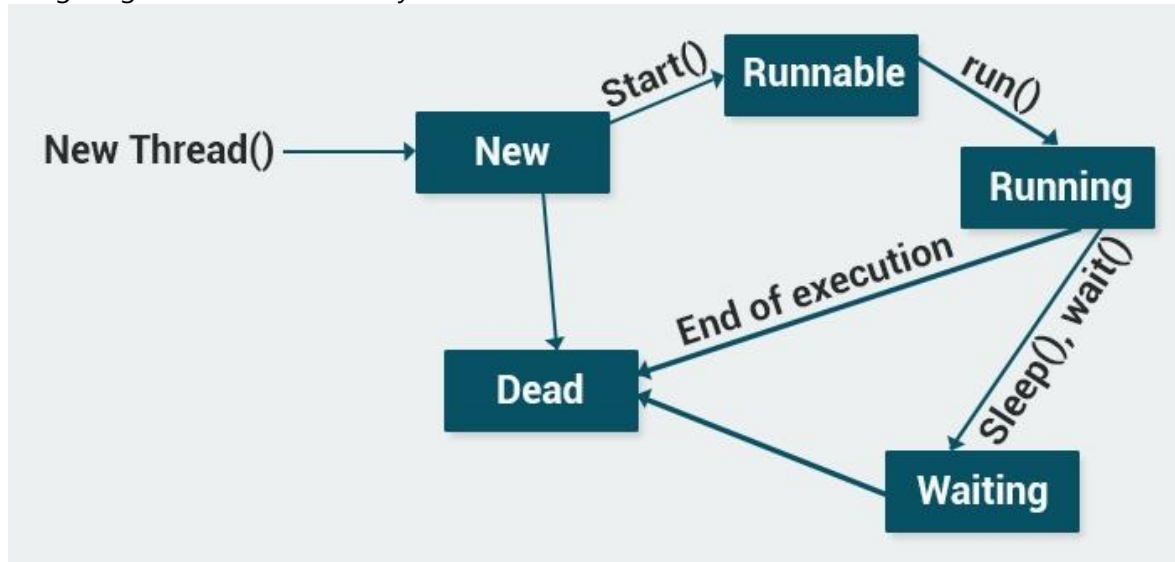 Start()
Runnable
run()
New Thread()
New
Running
End of execution
Sleep(), wait()
Dead
Waiting